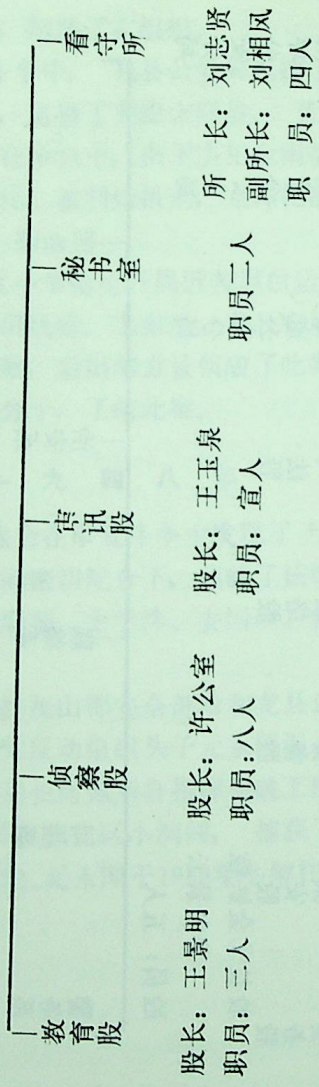 教育股
侦察股
审讯股
秘书室
看守所
股长：王景明
职员：三人
股长：许公室
职员：八人
股长：王玉泉
职员：宣人
职员二人
所长：刘志贤
副所长：刘相风
职员：四人